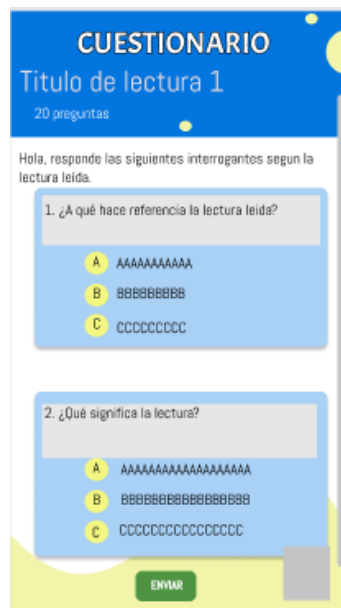 CUESTIONARIO
Titulo de lectura 1
20 preguntas
Hola, responde las siguientes interrogantes segun la
lectura leída.
1. ¿A qué hace referencia la lectura leida?
A AAAAAAAAAAA
B BBBBBBBBB
C CCCCCCCCC
2. ¿Qué significa la lectura?
A AAAAAAAAAAAAAAAAAAA
B BBBBBBBBBBBBBBBBB
C CCCCCCCCCCCCCCCC
ENVIAR